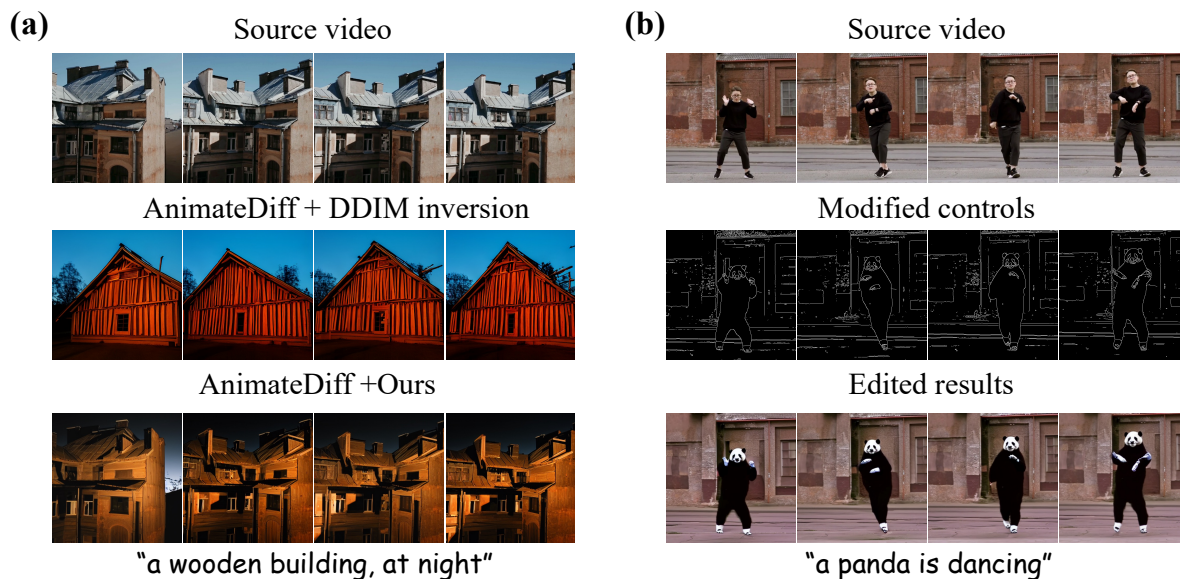 (a)
Source video
AnimateDiff + DDIM inversion
AnimateDiff +Ours
“a wooden building, at night”
(b)
Source video
Modified controls
Edited results
“a panda is dancing”